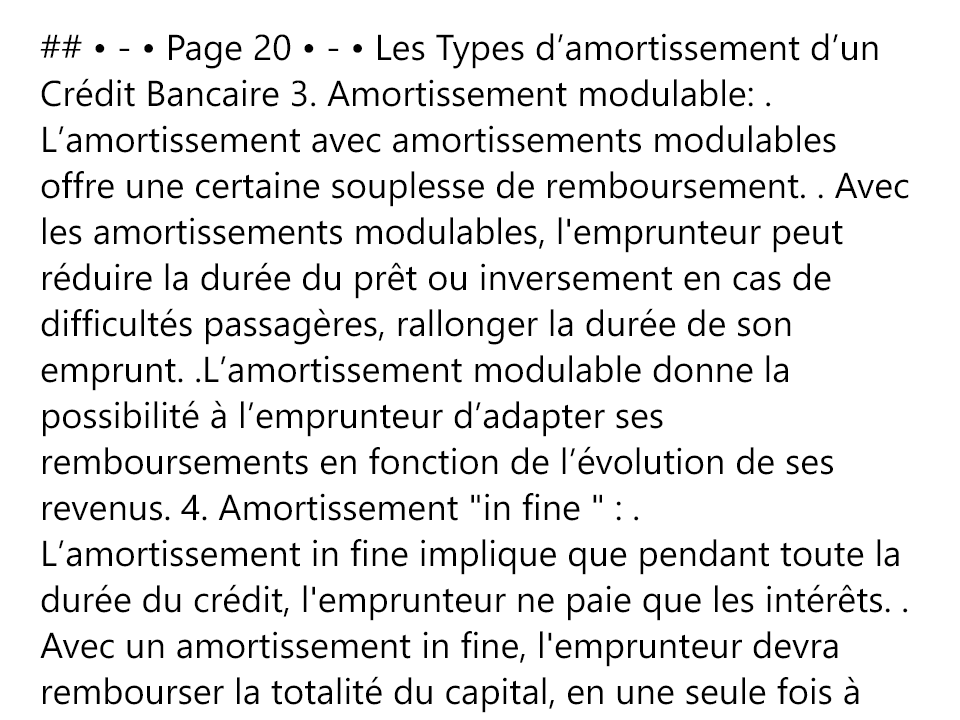 ## • - • Page 20 • - • Les Types d’amortissement d’un
Crédit Bancaire 3. Amortissement modulable: .
L’amortissement avec amortissements modulables
offre une certaine souplesse de remboursement. . Avec
les amortissements modulables, l'emprunteur peut
réduire la durée du prêt ou inversement en cas de
difficultés passagères, rallonger la durée de son
emprunt. .L’amortissement modulable donne la
possibilité à l’emprunteur d’adapter ses
remboursements en fonction de l’évolution de ses
revenus. 4. Amortissement "in fine " : .
L’amortissement in fine implique que pendant toute la
durée du crédit, l'emprunteur ne paie que les intérêts. .
Avec un amortissement in fine, l'emprunteur devra
rembourser la totalité du capital, en une seule fois à